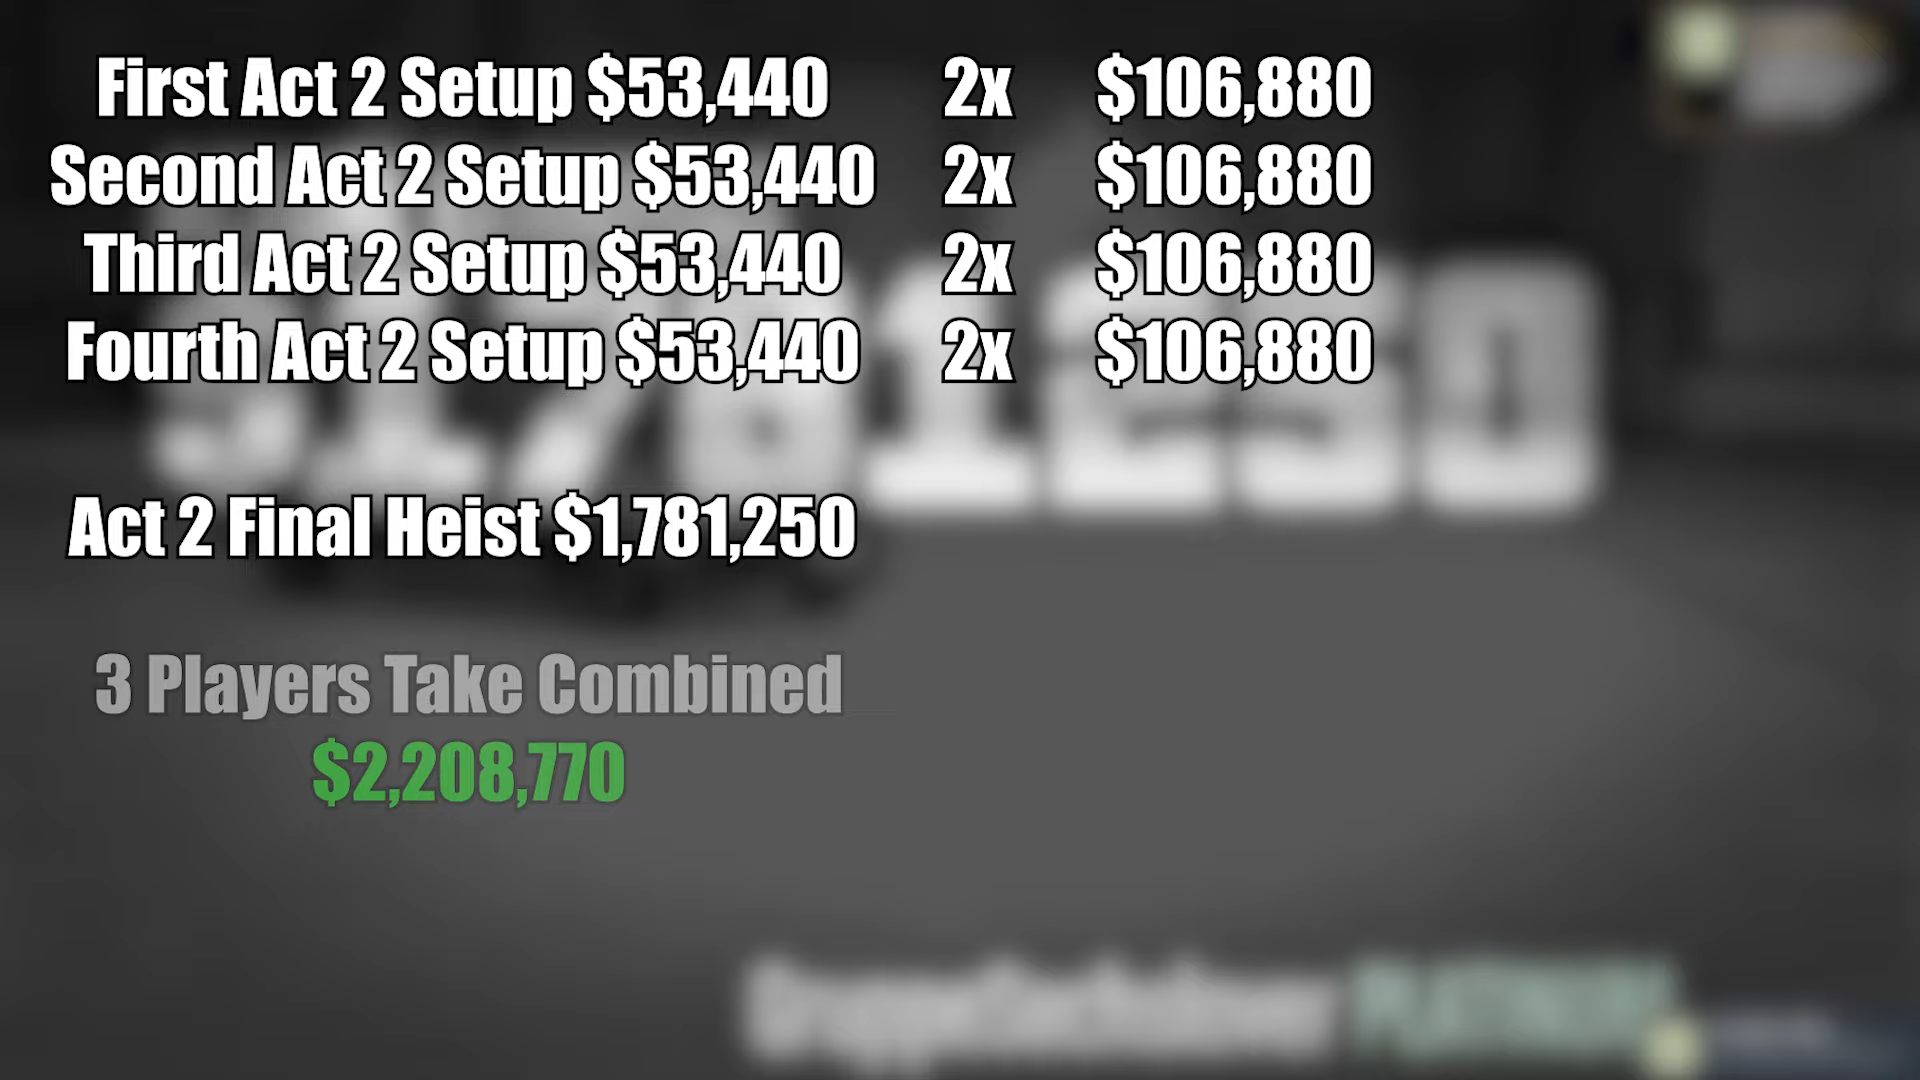 First Act 2 Setup $53,440 2x $106,880
Second Act 2 Setup $53,440 2x $106,880
Third Act 2 Setup $53,440 2x $106,880
Fourth Act 2 Setup $53,440 2x $106,880
Act 2 Final Heist $1,781,250
3 Players Take Combined
$2,208,770
$1781250
PLATINUM